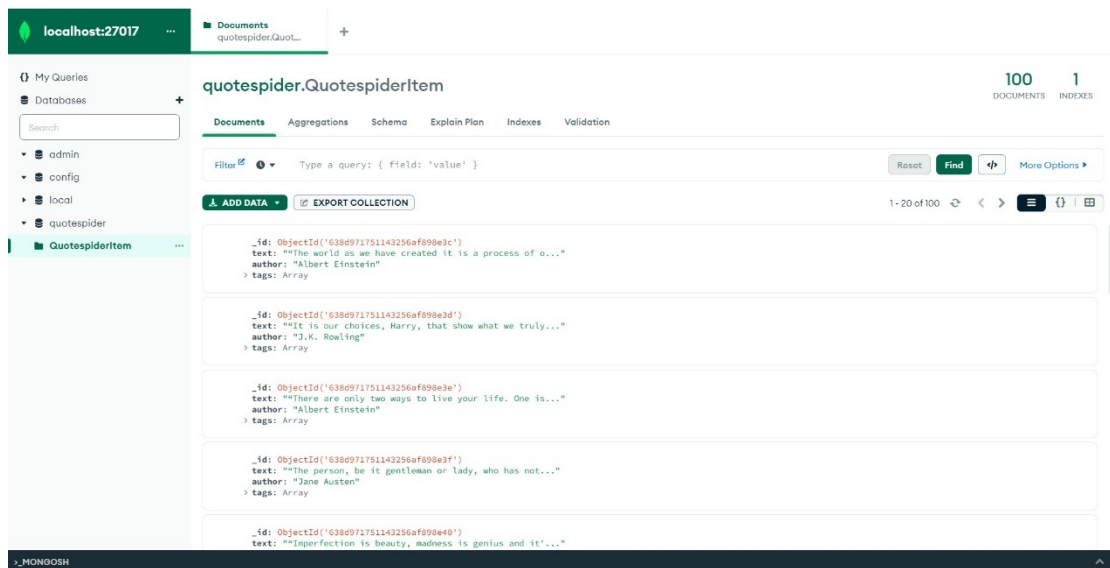 localhost:27017 ...
Documents
quotespider.Quot...
+
{} My Queries
Databases +
Search
admin
config
local
quotespider
QuotespiderItem ...
quotespider.QuotespiderItem
100
DOCUMENTS
1
INDEXES
Documents Aggregations Schema Explain Plan Indexes Validation
Filter Type a query: { field: 'value' } Reset Find </> More Options
ADD DATA EXPORT COLLECTION 1 - 20 of 100 < > {}
_id: ObjectId('638d971751143256af898e3c')
text: "“The world as we have created it is a process of o..."
author: "Albert Einstein"
> tags: Array
_id: ObjectId('638d971751143256af898e3d')
text: "“It is our choices, Harry, that show what we truly..."
author: "J.K. Rowling"
> tags: Array
_id: ObjectId('638d971751143256af898e3e')
text: "“There are only two ways to live your life. One is..."
author: "Albert Einstein"
> tags: Array
_id: ObjectId('638d971751143256af898e3f')
text: "“The person, be it gentleman or lady, who has not..."
author: "Jane Austen"
> tags: Array
_id: ObjectId('638d971751143256af898e40')
text: "“Imperfection is beauty, madness is genius and it'..."
>_MONGOSH